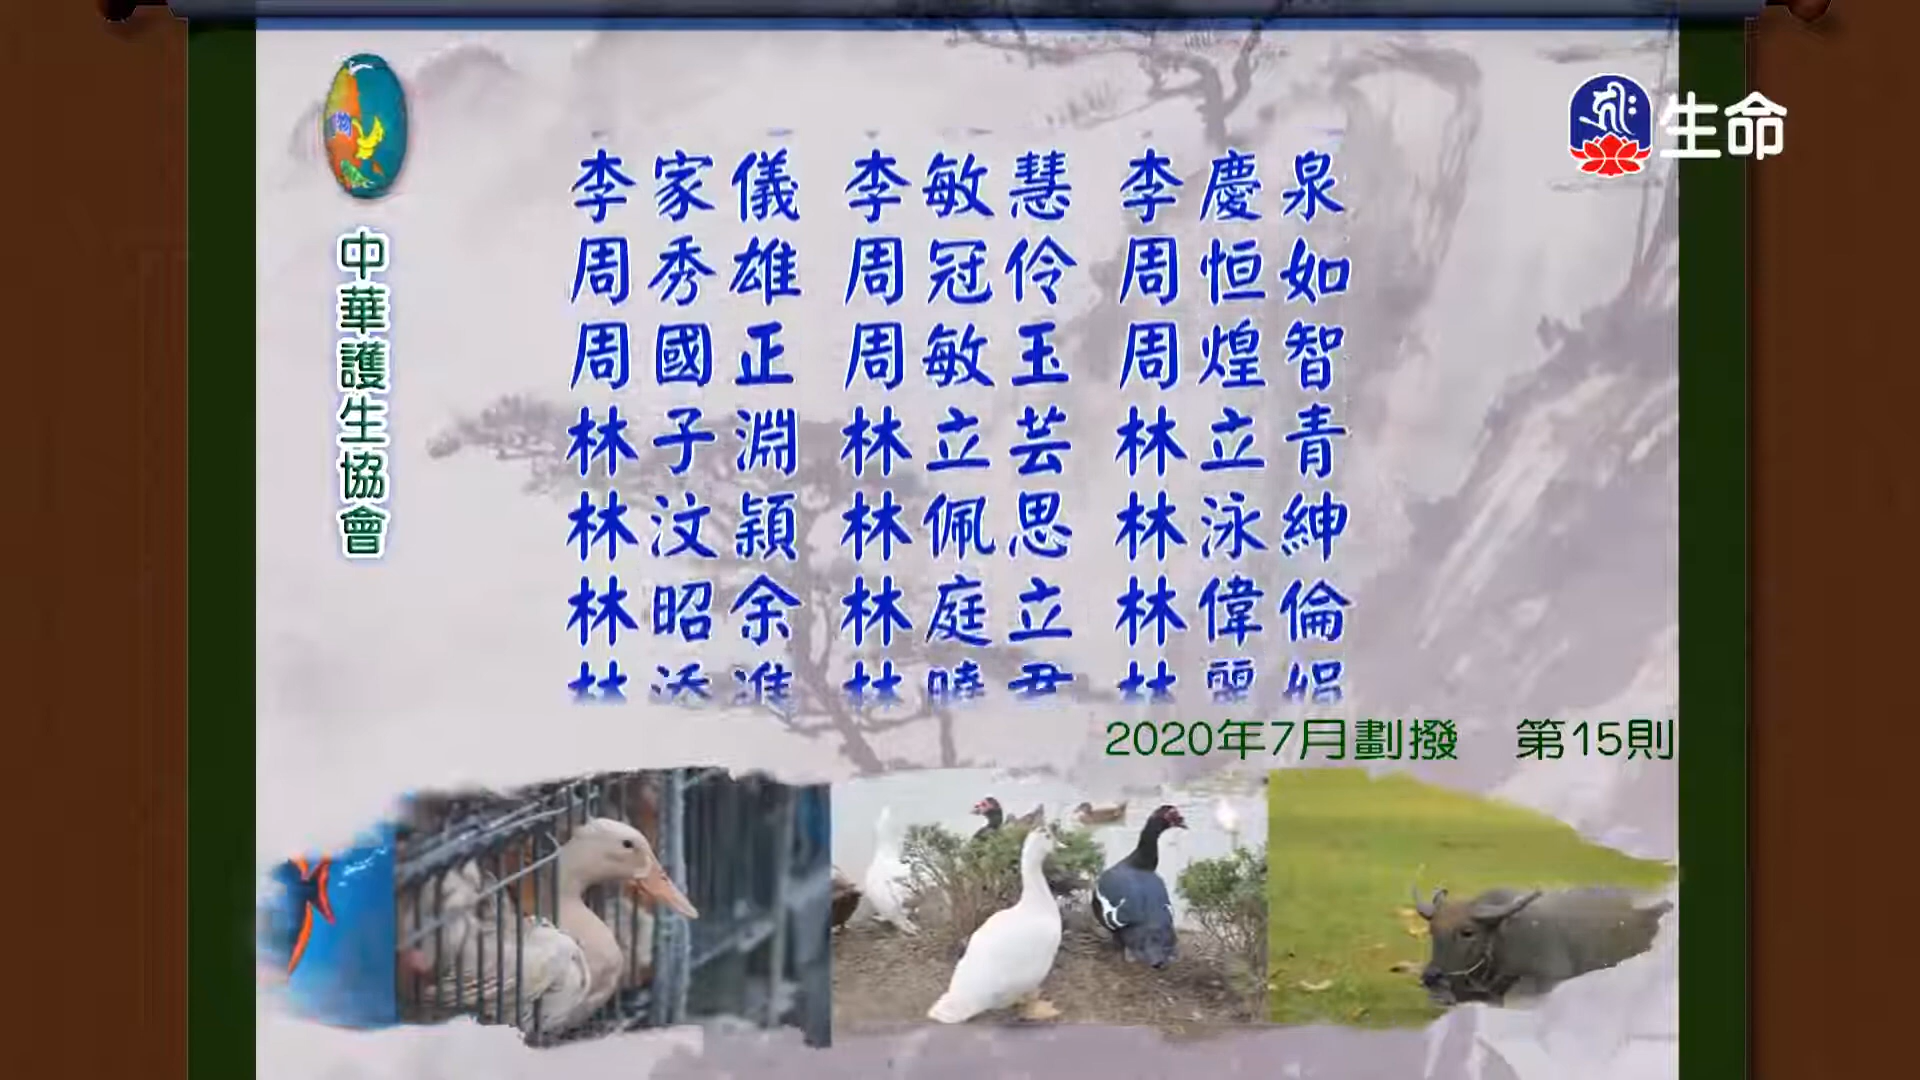 生命
中華護生協會
李家儀 李敏慧 李慶泉
周秀雄 周冠伶 周恒如
周國正 周敏玉 周煌智
林子淵 林立芸 林立青
林汶穎 林佩思 林泳紳
林昭余 林庭立 林偉倫
2020年7月劃撥 第15則